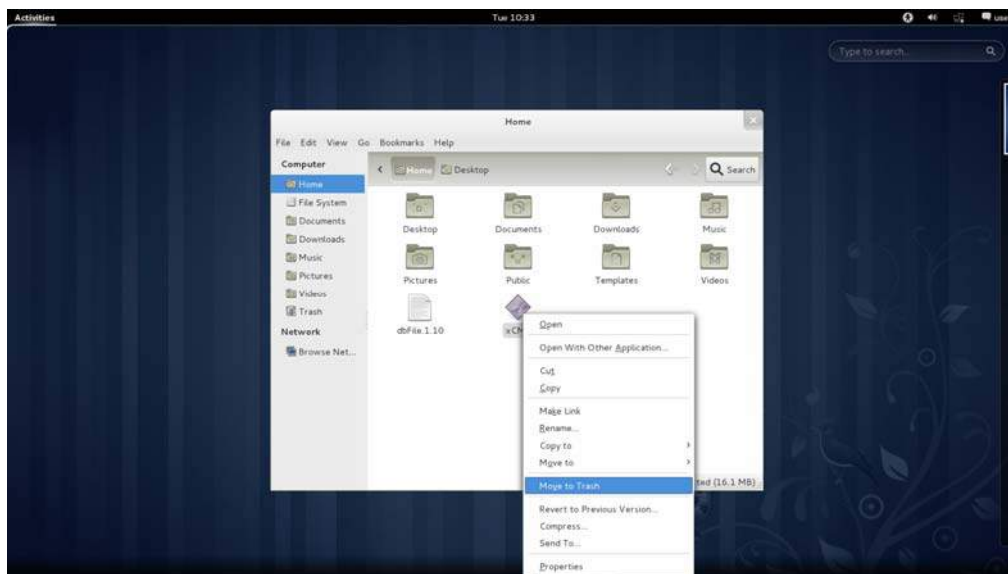 Activities
Tue 10:33
Type to search...
Home
File Edit View Go Bookmarks Help
Computer
Home
File System
Documents
Downloads
Music
Pictures
Videos
Trash
Network
Browse Net...
Home Desktop Search
Desktop Documents Downloads Music
Pictures Public Templates Videos
dbFile.1.10
Open
Open With Other Application...
Cut
Copy
Make Link
Rename...
Copy to
Move to
Move to Trash
(16.1 MB)
Revert to Previous Version...
Compress...
Send To...
Properties